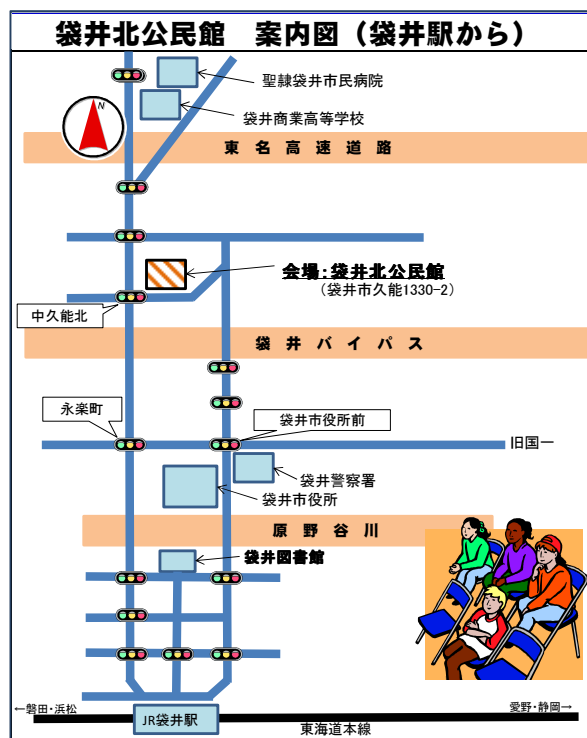 袋井北公民館　案内図（袋井駅から）
聖隷袋井市民病院
N
袋井商業高等学校
東名高速道路
会場：袋井北公民館
（袋井市久能1330-2）
中久能北
袋井バイパス
永楽町
袋井市役所前
旧国一
袋井警察署
袋井市役所
原野谷川
袋井図書館
←磐田・浜松
愛野・静岡→
JR袋井駅
東海道本線